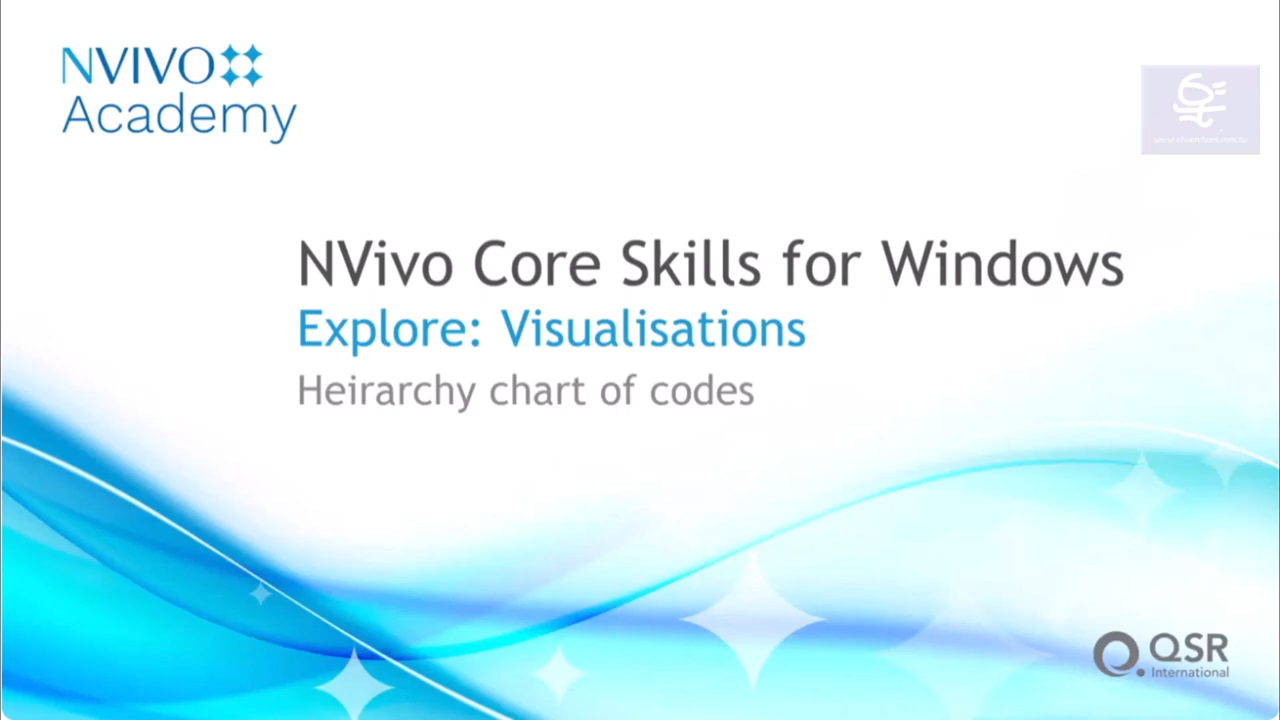 NVIVO
Academy
NVivo Core Skills for Windows
Explore: Visualisations
Heirarchy chart of codes
QSR
International